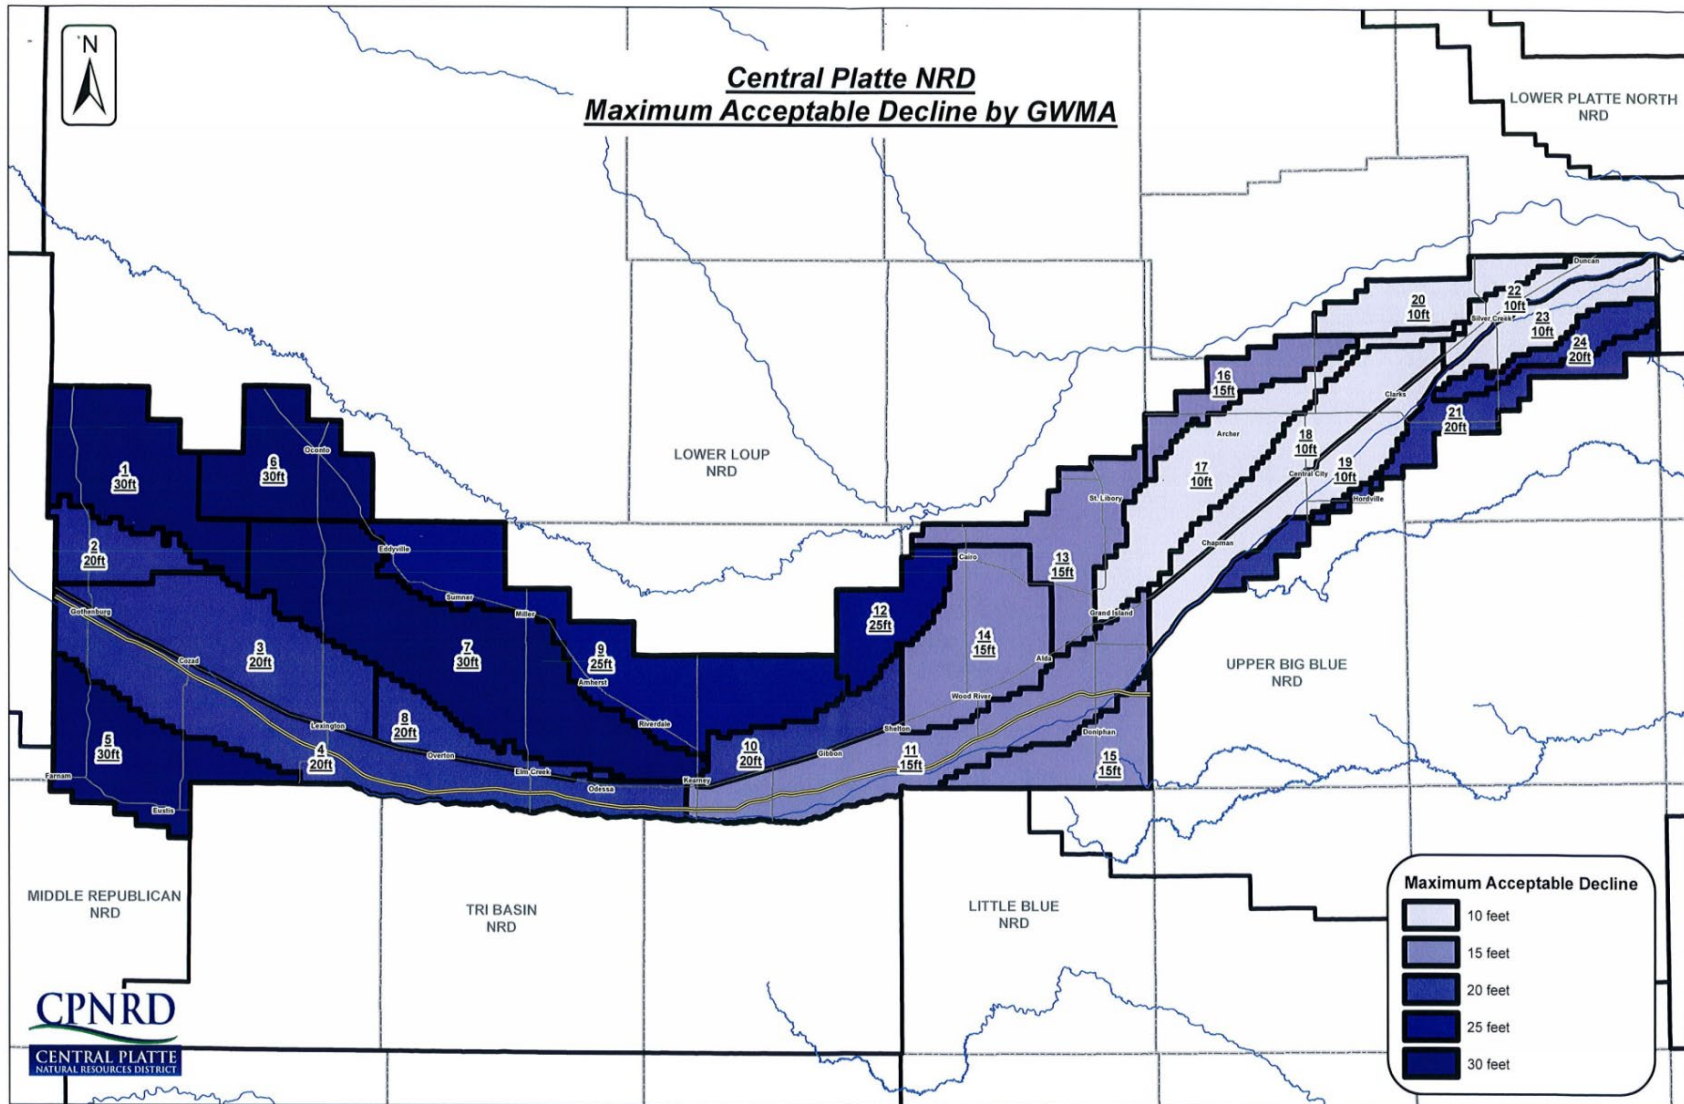 N
Central Platte NRD
Maximum Acceptable Decline by GWMA
LOWER PLATTE NORTH
NRD
LOWER LOUP
NRD
UPPER BIG BLUE
NRD
MIDDLE REPUBLICAN
NRD
TRI BASIN
NRD
LITTLE BLUE
NRD
1
30ft
2
20ft
3
20ft
4
20ft
5
30ft
6
30ft
7
30ft
8
20ft
9
25ft
10
20ft
11
15ft
12
25ft
13
15ft
14
15ft
15
15ft
16
15ft
17
10ft
18
10ft
19
10ft
20
10ft
21
20ft
22
10ft
23
10ft
24
20ft
Duncan
Silver Creek
Clarks
Archer
Central City
Hordville
St. Libory
Chapman
Cairo
Grand Island
Alda
Wood River
Doniphan
Shelton
Gibbon
Kearney
Riverdale
Amherst
Miller
Sumner
Eddyville
Oconto
Gothenburg
Cozad
Lexington
Overton
Elm Creek
Odessa
Farnam
Eustis
Maximum Acceptable Decline
10 feet
15 feet
20 feet
25 feet
30 feet
CPNRD
CENTRAL PLATTE
NATURAL RESOURCES DISTRICT